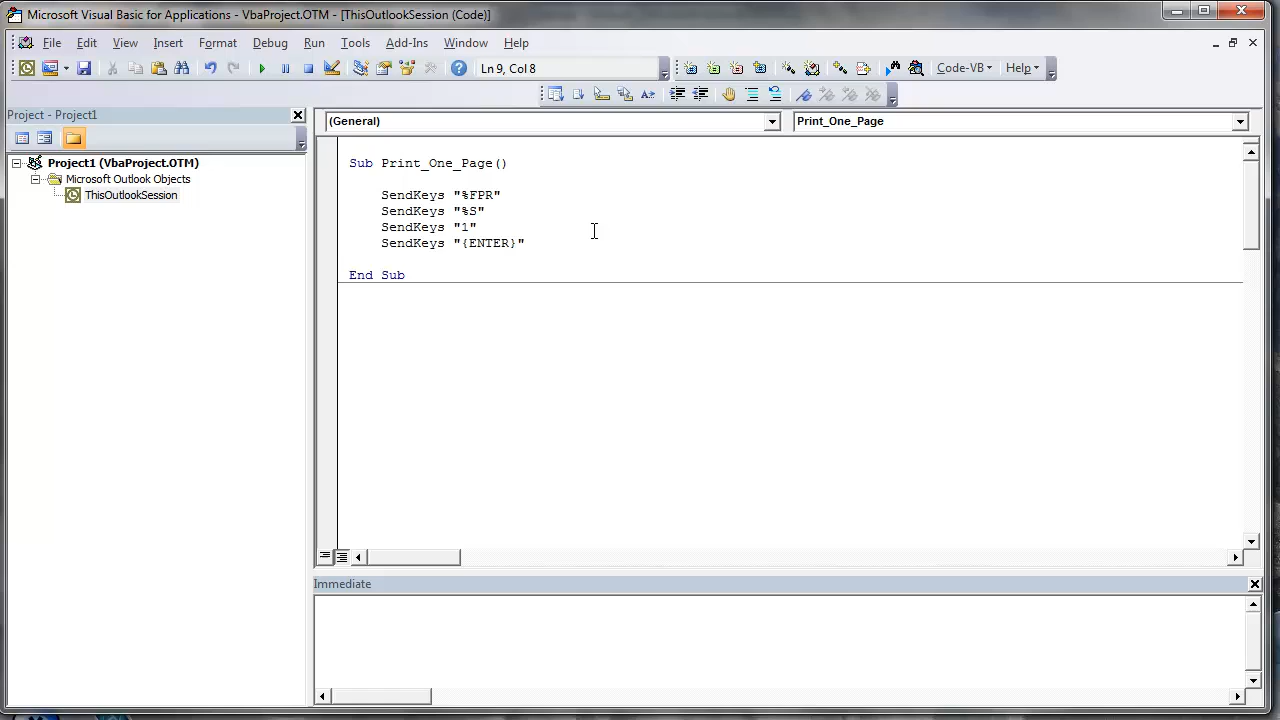 Microsoft Visual Basic for Applications - VbaProject.OTM - [ThisOutlookSession (Code)]
File Edit View Insert Format Debug Run Tools Add-Ins Window Help
Ln 9, Col 8
Code-VB Help
Project - Project1
Project1 (VbaProject.OTM)
Microsoft Outlook Objects
ThisOutlookSession
(General) Print_One_Page
Sub Print_One_Page()
SendKeys "%FPR"
SendKeys "%S"
SendKeys "1"
SendKeys "{ENTER}"
End Sub
Immediate